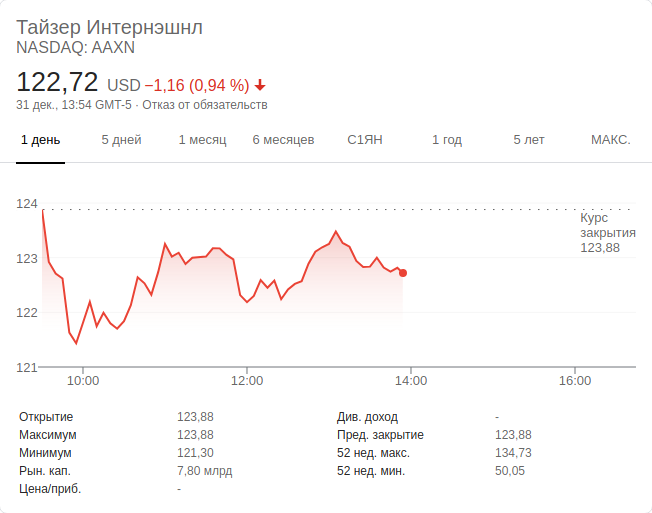 Тайзер Интернэшнл
NASDAQ: AAXN
122,72 USD −1,16 (0,94 %)
31 дек., 13:54 GMT-5 · Отказ от обязательств
1 день 5 дней 1 месяц 6 месяцев С1ЯН 1 год 5 лет МАКС.
124
Курс
закрытия
123,88
123
122
121
10:00 12:00 14:00 16:00
Открытие 123,88 Див. доход -
Максимум 123,88 Пред. закрытие 123,88
Минимум 121,30 52 нед. макс. 134,73
Рын. кап. 7,80 млрд 52 нед. мин. 50,05
Цена/приб. -